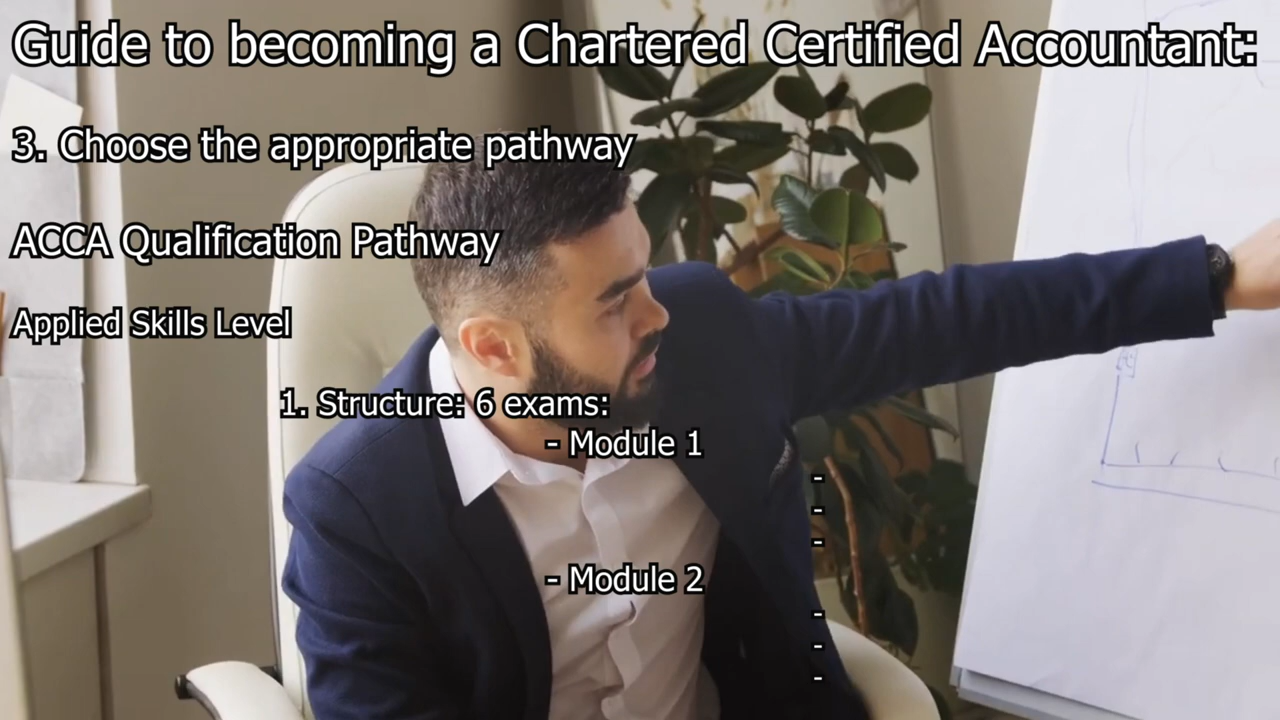 Guide to becoming a Chartered Certified Accountant:
3. Choose the appropriate pathway
ACCA Qualification Pathway
Applied Skills Level
1. Structure: 6 exams:
- Module 1
-
-
-
- Module 2
-
-
-